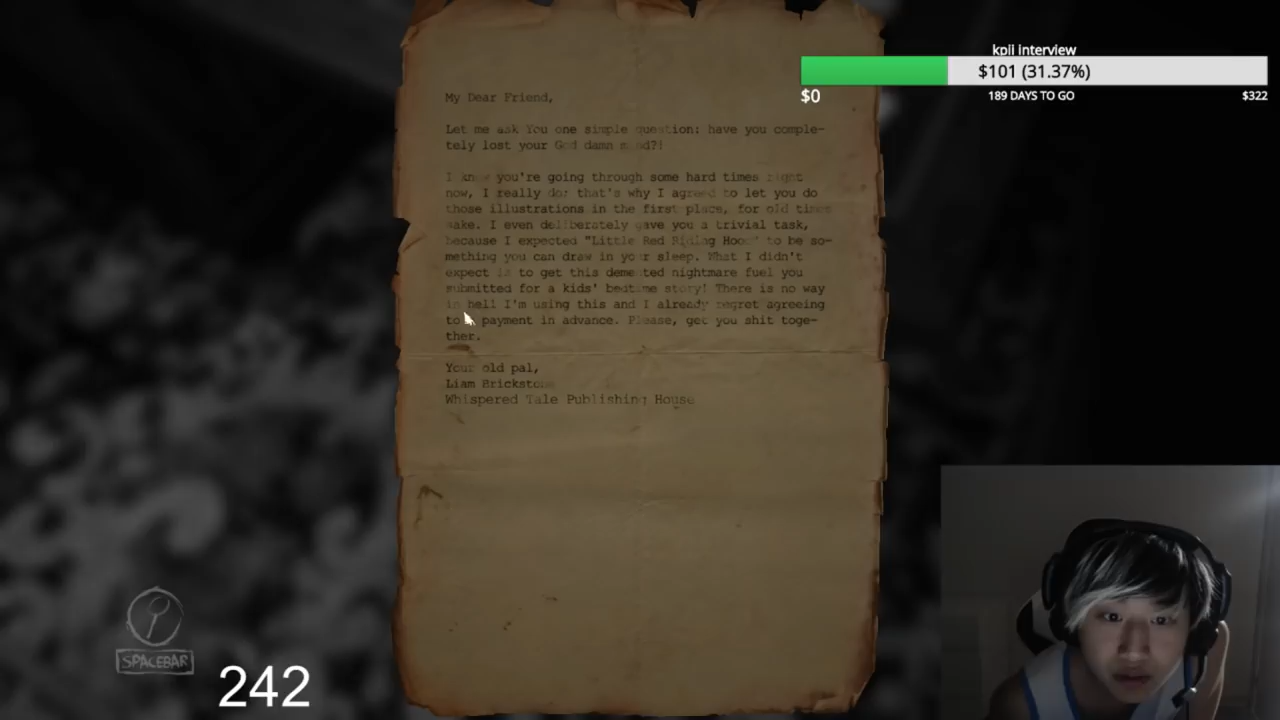 kpii interview
$101 (31.37%)
$0
189 DAYS TO GO
$322
My Dear Friend,
Let me ask You one simple question: have you comple-
tely lost your God damn mind?!
I know you're going through some hard times right
now, I really do: that's why I agreed to let you do
those illustrations in the first place, for old times
sake. I even deliberately gave you a trivial task,
because I expected "Little Red Riding Hood" to be so-
mething you can draw in your sleep. What I didn't
expect is to get this demented nightmare fuel you
submitted for a kids' bedtime story! There is no way
in hell I'm using this and I already regret agreeing
to payment in advance. Please, get you shit toge-
ther.
Your old pal,
Liam Brickstone
Whispered Tale Publishing House
SPACEBAR
242